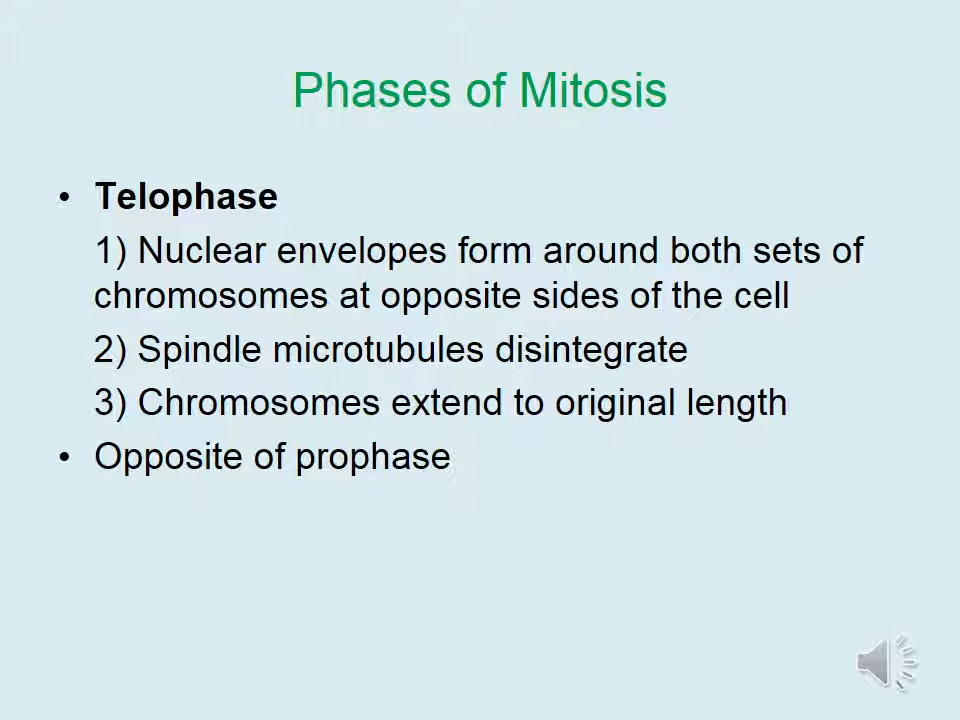 Phases of Mitosis
• Telophase
1) Nuclear envelopes form around both sets of
chromosomes at opposite sides of the cell
2) Spindle microtubules disintegrate
3) Chromosomes extend to original length
• Opposite of prophase